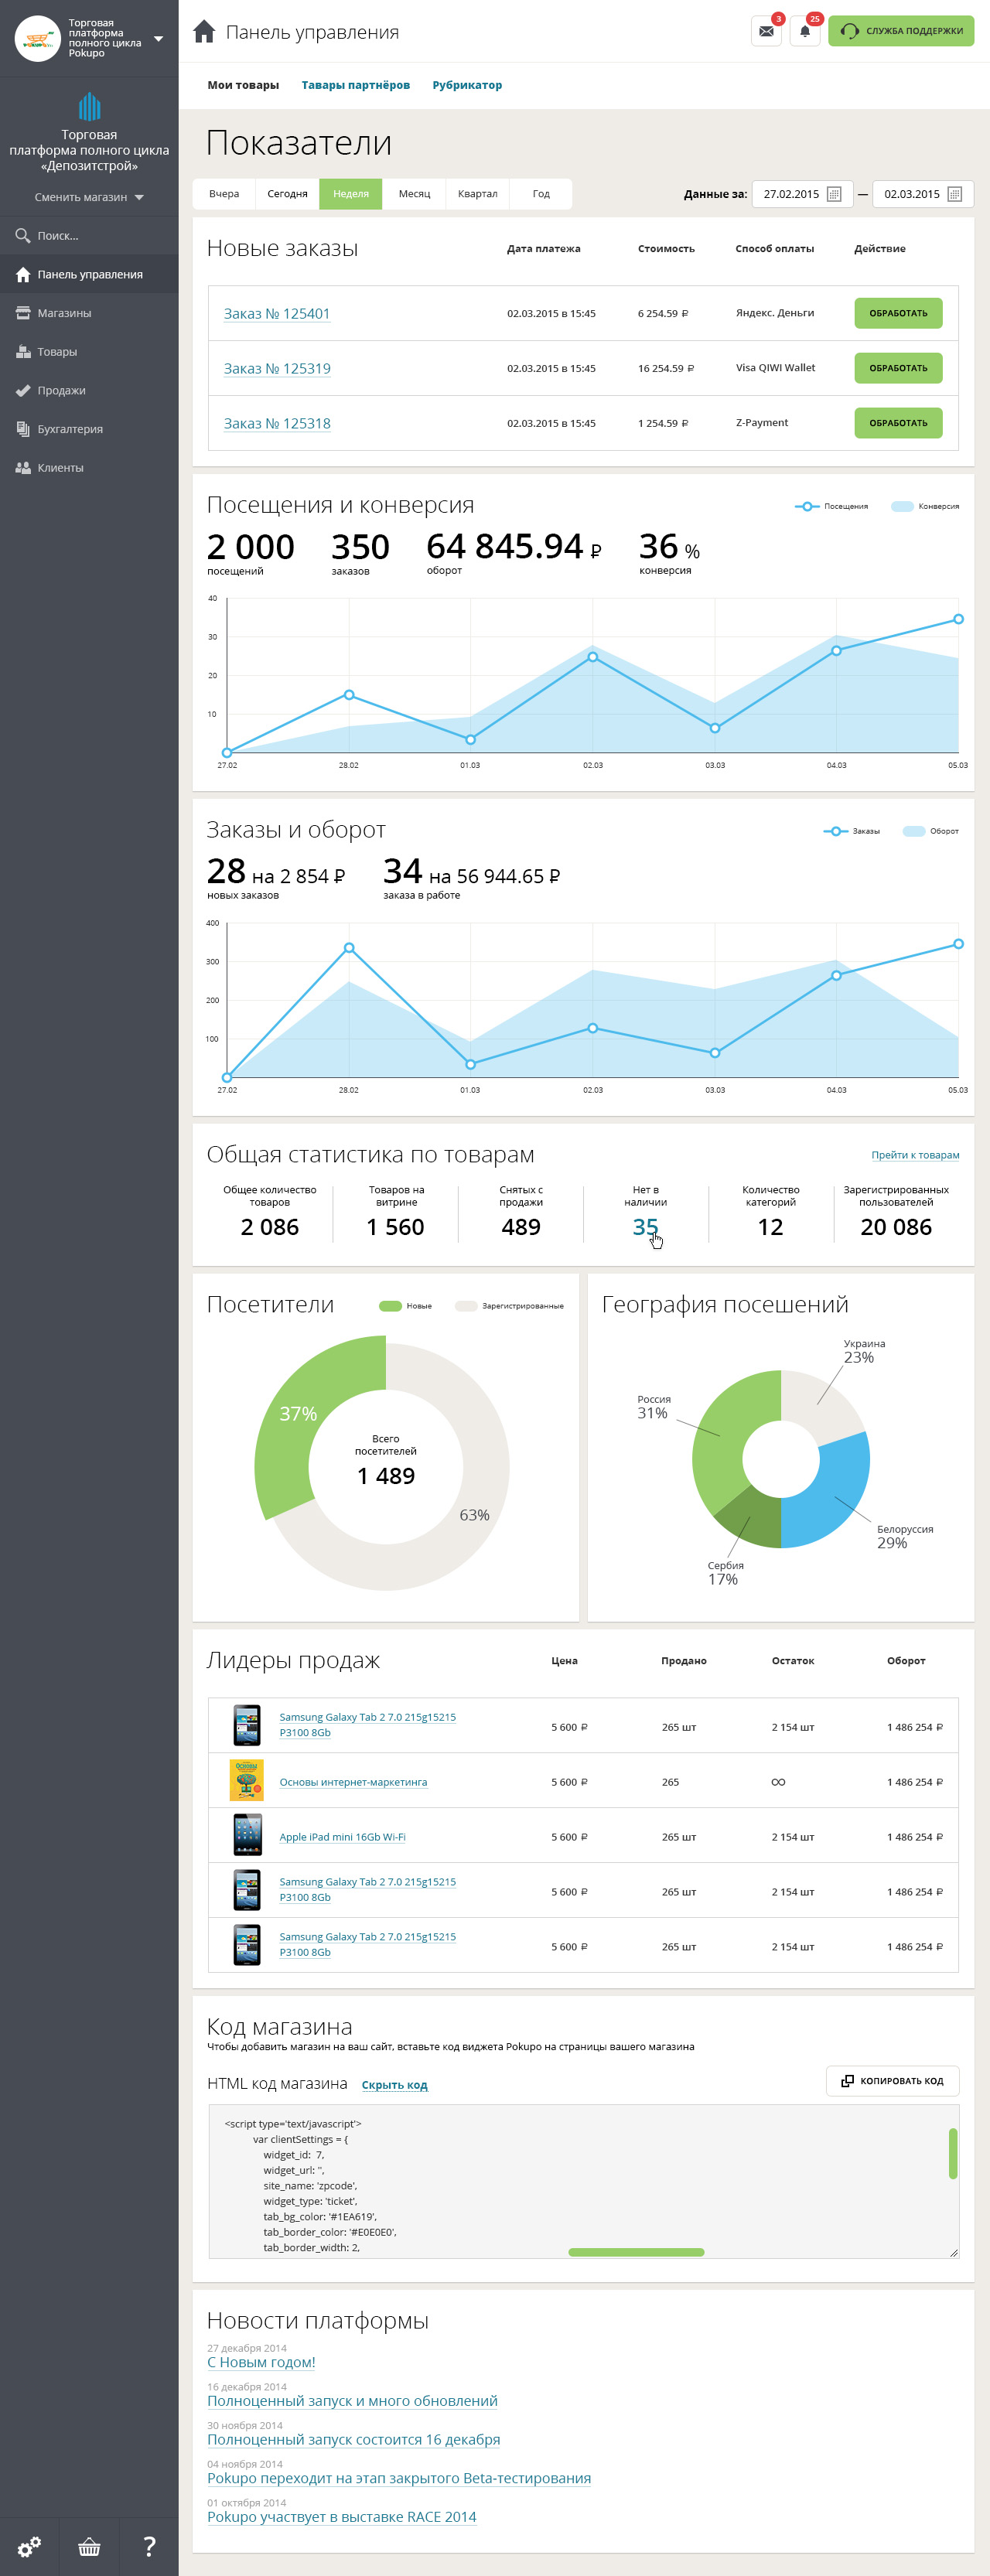 Торговая
платформа
полного цикла
Pokupo
Торговая
платформа полного цикла
«Депозитстрой»
Сменить магазин
Поиск...
Панель управления
Магазины
Товары
Продажи
Бухгалтерия
Клиенты
Панель управления
3
25
СЛУЖБА ПОДДЕРЖКИ
Мои товары Тавары партнёров Рубрикатор
Показатели
Вчера Сегодня Неделя Месяц Квартал Год
Данные за: 27.02.2015 — 02.03.2015
Новые заказы Дата платежа Стоимость Способ оплаты Действие
Заказ № 125401 02.03.2015 в 15:45 6 254.59 ₽ Яндекс. Деньги ОБРАБОТАТЬ
Заказ № 125319 02.03.2015 в 15:45 16 254.59 ₽ Visa QIWI Wallet ОБРАБОТАТЬ
Заказ № 125318 02.03.2015 в 15:45 1 254.59 ₽ Z-Payment ОБРАБОТАТЬ
Посещения и конверсия Посещения Конверсия
2 000 350 64 845.94 ₽ 36 %
посещений заказов оборот конверсия
40
30
20
10
27.02 28.02 01.03 02.03 03.03 04.03 05.03
Заказы и оборот Заказы Оборот
28 на 2 854 ₽ 34 на 56 944.65 ₽
новых заказов заказа в работе
400
300
200
100
27.02 28.02 01.03 02.03 03.03 04.03 05.03
Общая статистика по товарам Прейти к товарам
Общее количество
товаров
2 086
Товаров на
витрине
1 560
Снятых с
продажи
489
Нет в
наличии
35
Количество
категорий
12
Зарегистрированных
пользователей
20 086
Посетители Новые Зарегистрированные
37%
Всего
посетителей
1 489
63%
География посешений
Украина
23%
Россия
31%
Белоруссия
29%
Сербия
17%
Лидеры продаж Цена Продано Остаток Оборот
Samsung Galaxy Tab 2 7.0 215g15215
P3100 8Gb
5 600 ₽ 265 шт 2 154 шт 1 486 254 ₽
ОСНОВЫ
Основы интернет-маркетинга 5 600 ₽ 265 ∞ 1 486 254 ₽
Apple iPad mini 16Gb Wi-Fi 5 600 ₽ 265 шт 2 154 шт 1 486 254 ₽
Samsung Galaxy Tab 2 7.0 215g15215
P3100 8Gb
5 600 ₽ 265 шт 2 154 шт 1 486 254 ₽
Samsung Galaxy Tab 2 7.0 215g15215
P3100 8Gb
5 600 ₽ 265 шт 2 154 шт 1 486 254 ₽
Код магазина
Чтобы добавить магазин на ваш сайт, вставьте код виджета Pokupo на страницы вашего магазина
HTML код магазина Скрыть код КОПИРОВАТЬ КОД
<script type='text/javascript'>
var clientSettings = {
widget_id: 7,
widget_url: '',
site_name: 'zpcode',
widget_type: 'ticket',
tab_bg_color: '#1EA619',
tab_border_color: '#E0E0E0',
tab_border_width: 2,
Новости платформы
27 декабря 2014
С Новым годом!
16 декабря 2014
Полноценный запуск и много обновлений
30 ноября 2014
Полноценный запуск состоится 16 декабря
04 ноября 2014
Pokupo переходит на этап закрытого Beta-тестирования
01 октября 2014
Pokupo участвует в выставке RACE 2014
?